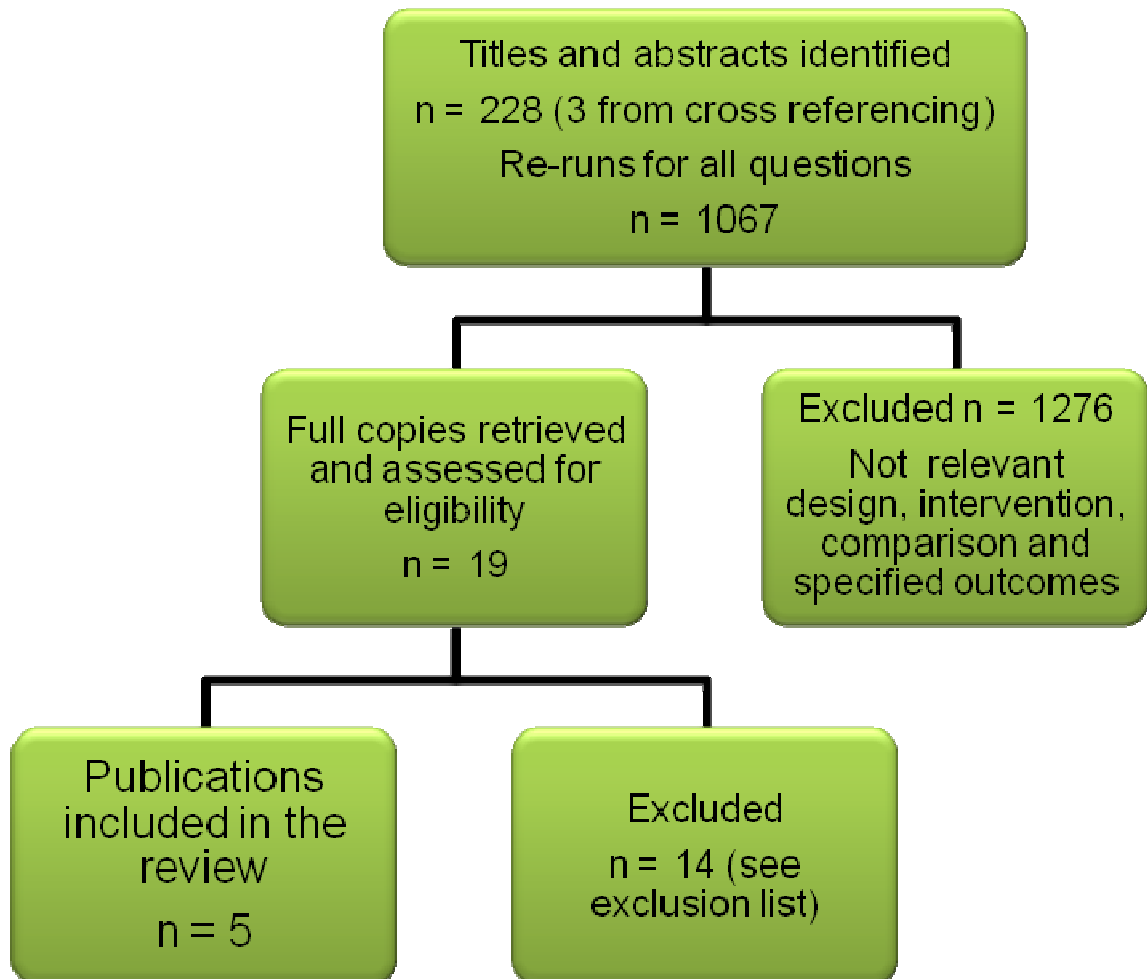 Titles and abstracts identified
n = 228 (3 from cross referencing)
Re-runs for all questions
n = 1067
Full copies retrieved
and assessed for
eligibility
n = 19
Excluded n = 1276
Not relevant
design, intervention,
comparison and
specified outcomes
Publications
included in the
review
n = 5
Excluded
n = 14 (see
exclusion list)